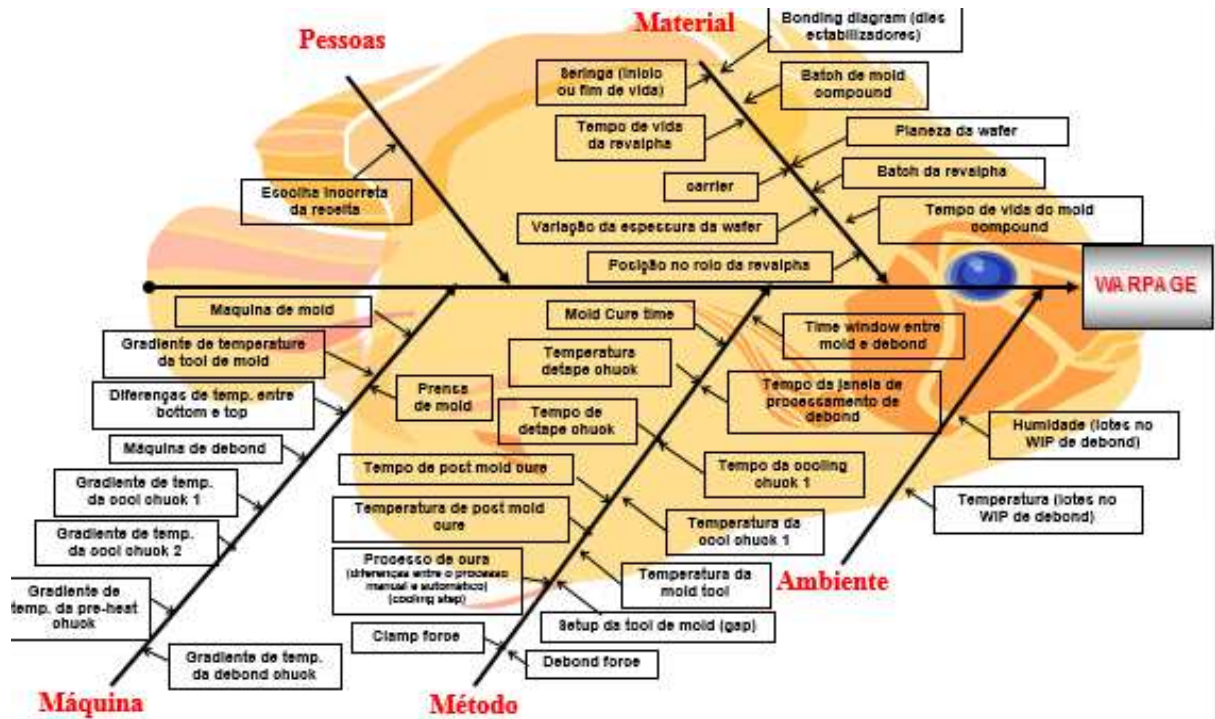 Pessoas
Material
Bonding diagram (dies
estabilizadores)
Seringa (início
ou fim de vida)
Batch de mold
compound
Tempo de vida
da revalpha
Planeza da wafer
carrier
Batch da revalpha
Escolha incorreta
da receita
Variação da espessura da wafer
Tempo de vida do mold
compound
Posição no rolo da revalpha
WARPAGE
Maquina de mold
Gradiente de temperature
da tool de mold
Prensa
de mold
Diferenças de temp. entre
bottom e top
Máquina de debond
Gradiente de temp.
da cool chuck 1
Gradiente de temp.
da cool chuck 2
Gradiente de
temp. da pre-heat
chuck
Gradiente de temp.
da debond chuck
Máquina
Mold Cure time
Time window entre
mold e debond
Temperatura
detape chuck
Tempo da janela de
processamento de
debond
Tempo de
detape chuck
Tempo da cooling
chuck 1
Tempo de post mold cure
Temperatura de post mold
cure
Temperatura da
cool chuck 1
Processo de cura
(diferenças entre o processo
manual e automático)
(cooling step)
Temperatura da
mold tool
Setup da tool de mold (gap)
Clamp force
Debond force
Método
Humidade (lotes no
WIP de debond)
Temperatura (lotes no
WIP de debond)
Ambiente